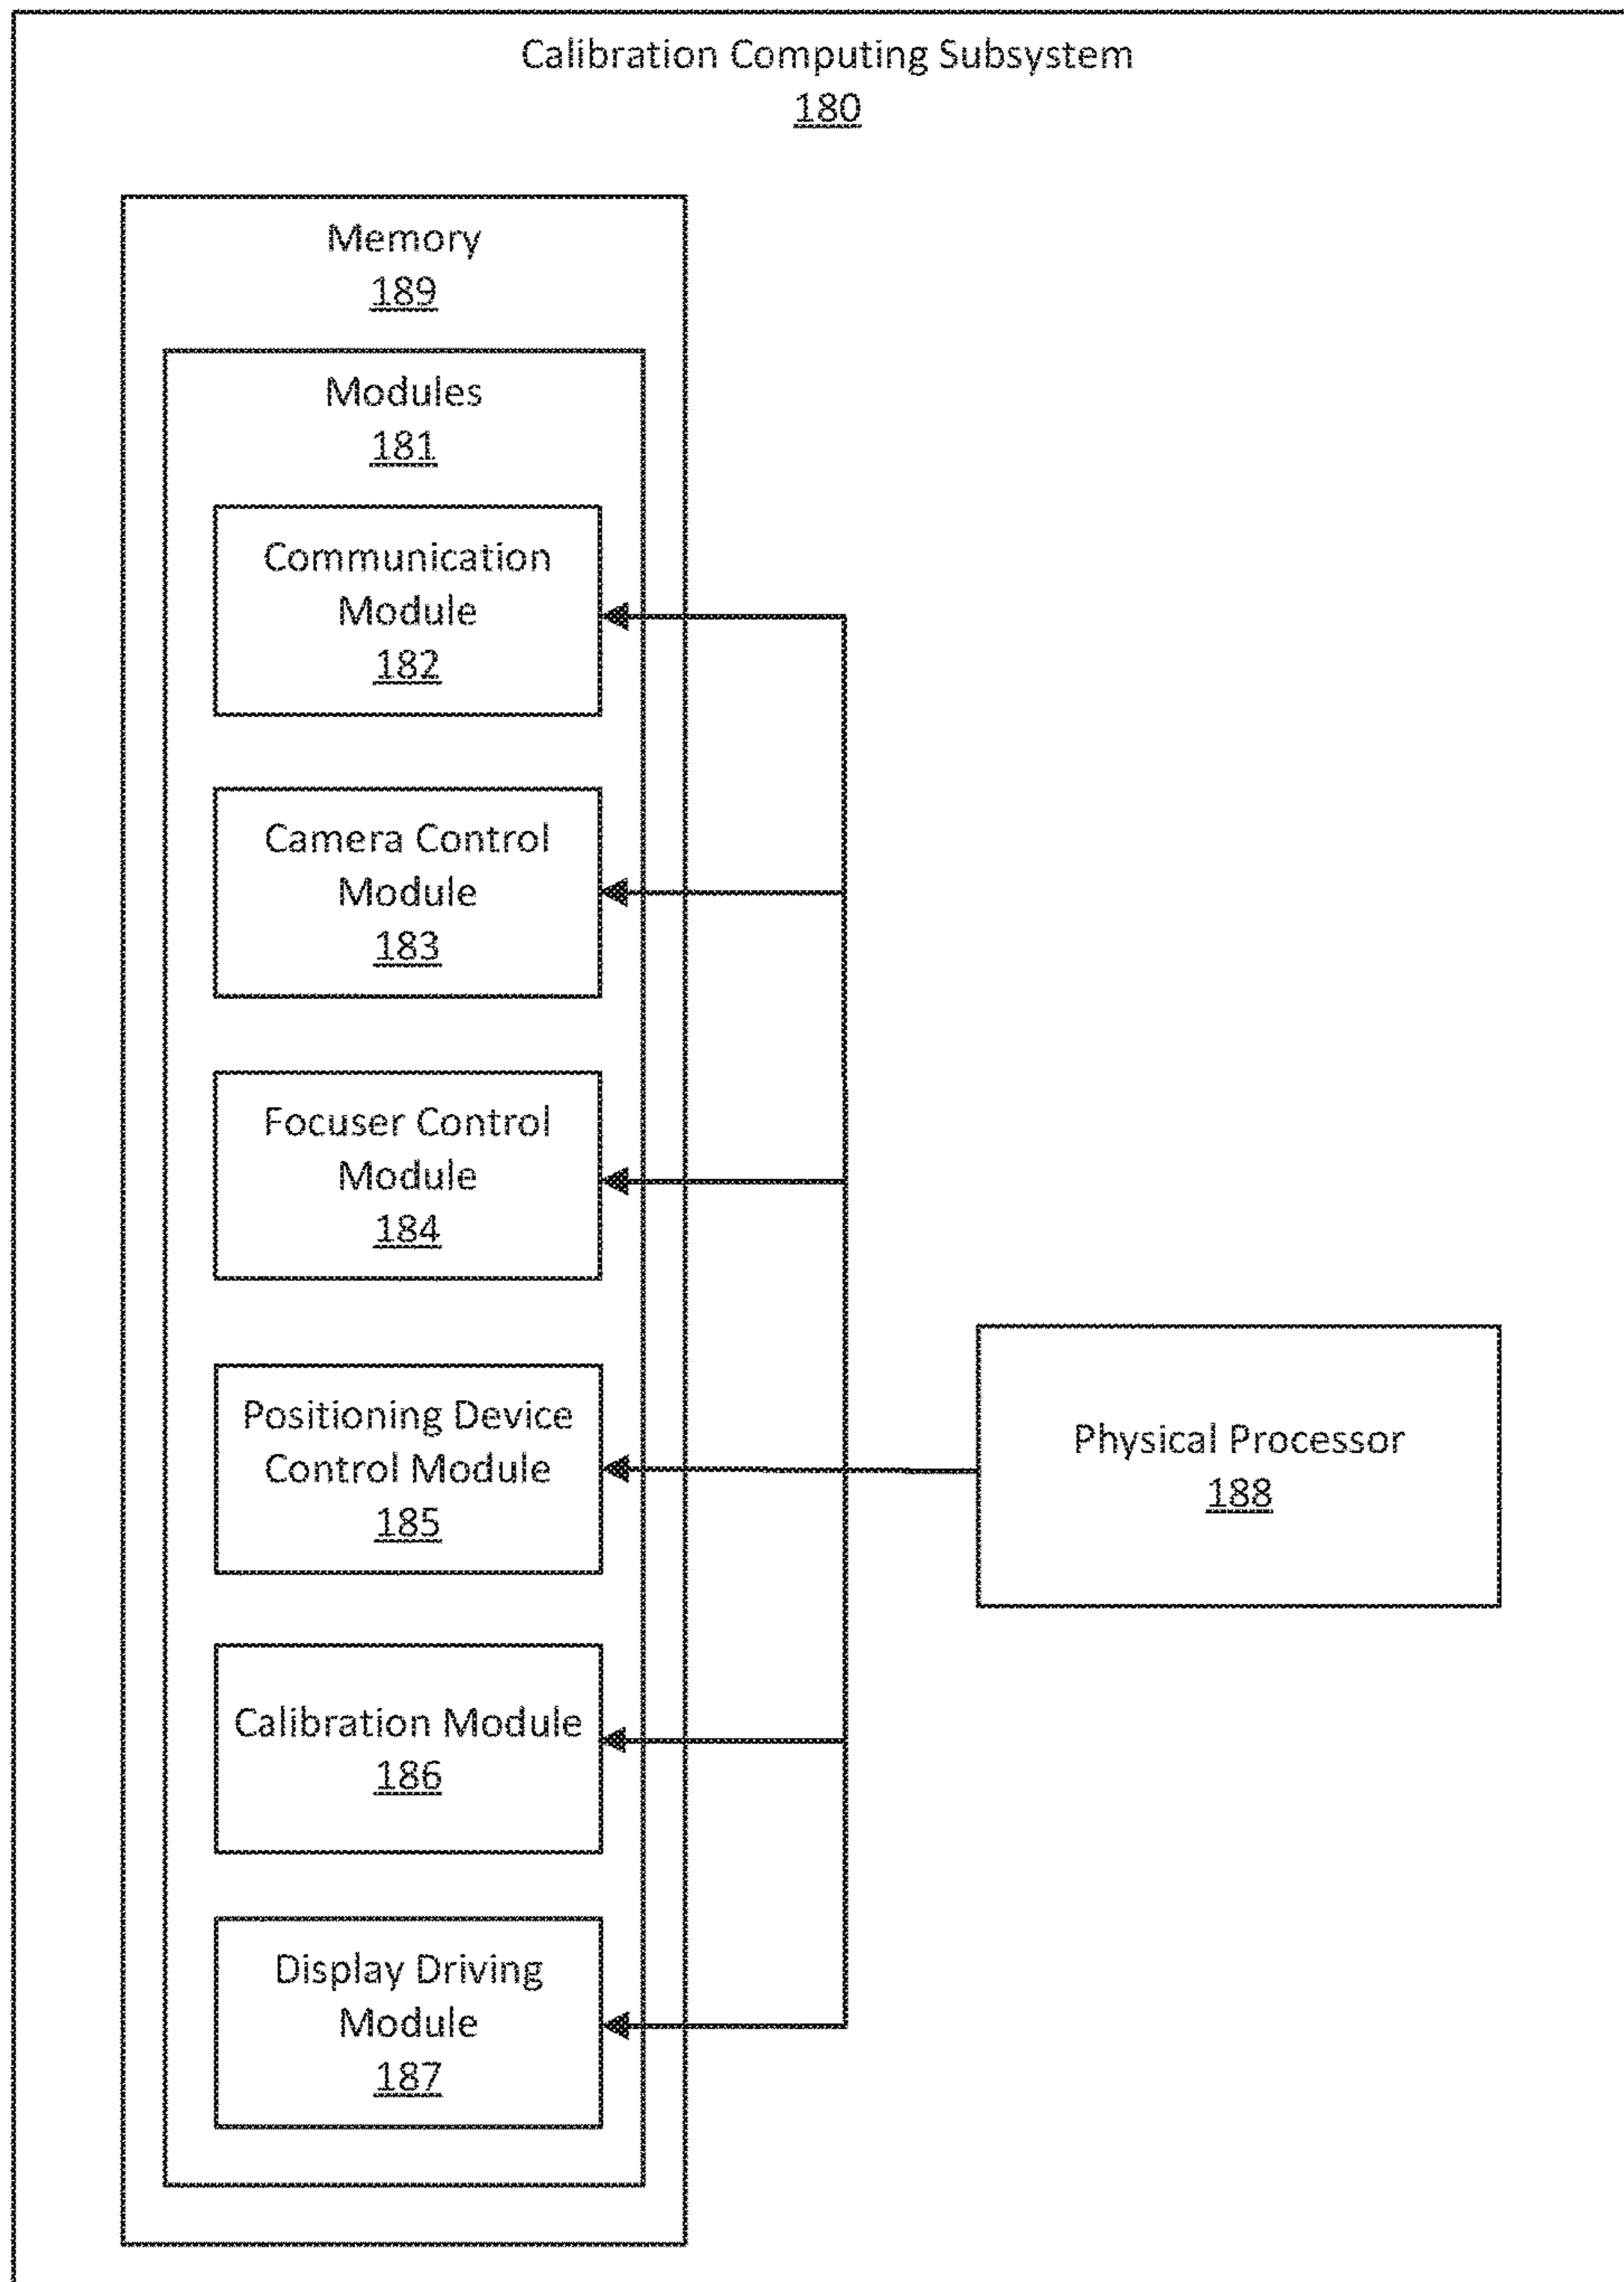 Calibration Computing Subsystem
180
Memory
189
Modules
181
Communication
Module
182
Camera Control
Module
183
Focuser Control
Module
184
Positioning Device
Control Module
185
Physical Processor
188
Calibration Module
186
Display Driving
Module
187